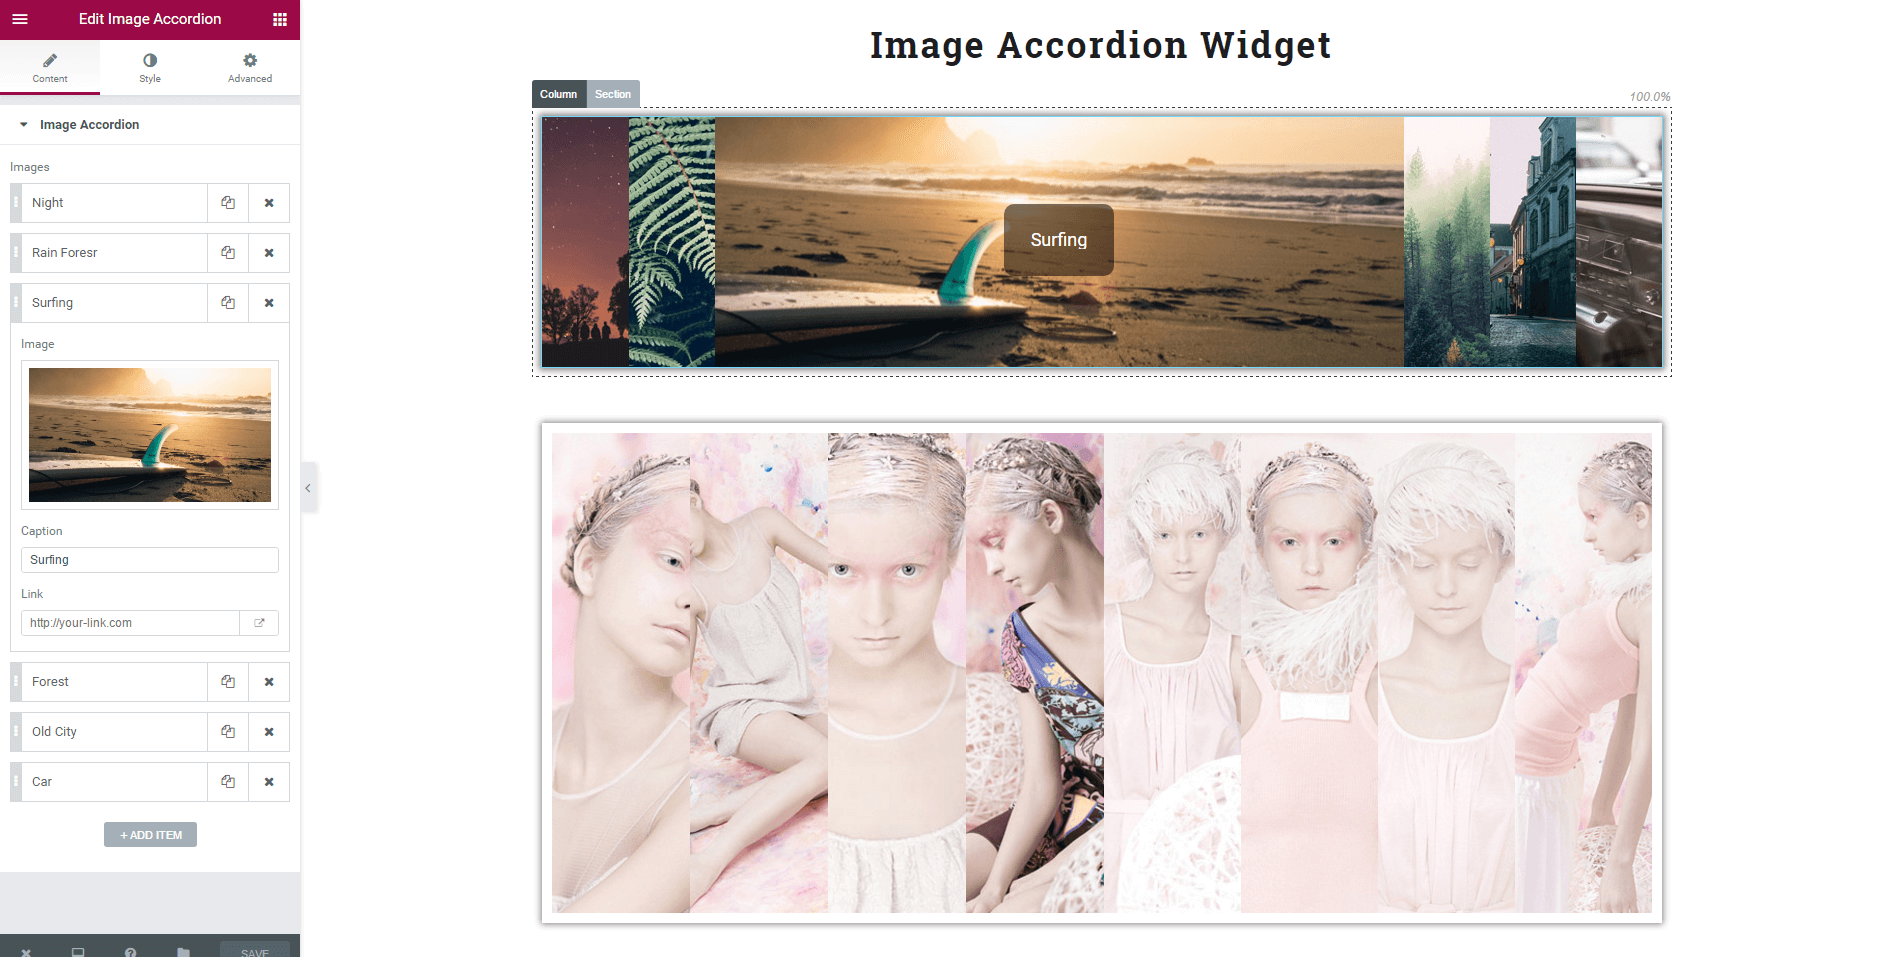 Edit Image Accordion
Content
Style
Advanced
Image Accordion
Images
Night
Rain Foresr
Surfing
Image
Caption
Surfing
Link
http://your-link.com
Forest
Old City
Car
+ ADD ITEM
SAVE
Image Accordion Widget
Column
Section
100.0%
Surfing